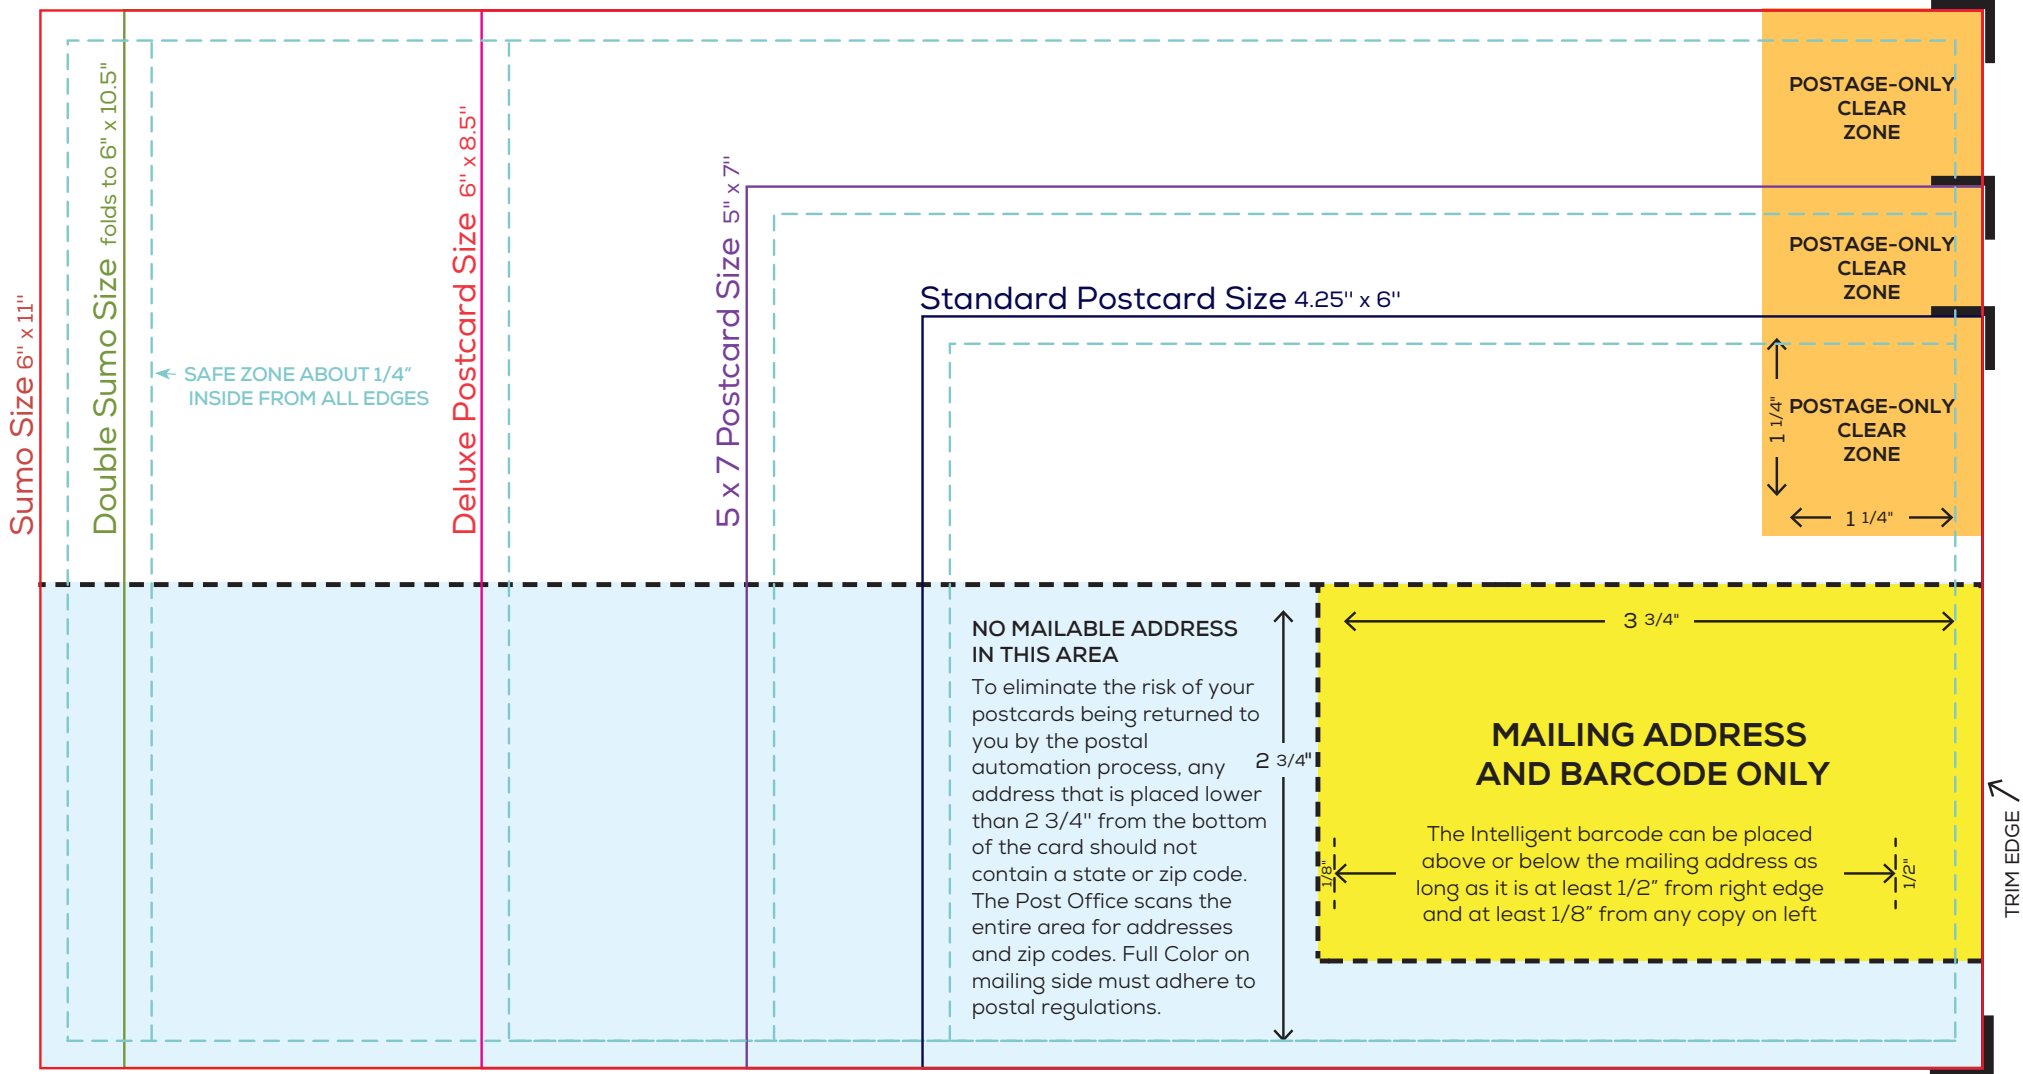 Sumo Size 6" x 11"
Double Sumo Size folds to 6" x 10.5"
SAFE ZONE ABOUT 1/4"
INSIDE FROM ALL EDGES
Deluxe Postcard Size 6" x 8.5"
5 x 7 Postcard Size 5" x 7"
Standard Postcard Size 4.25" x 6"
POSTAGE-ONLY
CLEAR
ZONE
POSTAGE-ONLY
CLEAR
ZONE
1 1/4"
POSTAGE-ONLY
CLEAR
ZONE
1 1/4"
NO MAILABLE ADDRESS
IN THIS AREA
To eliminate the risk of your
postcards being returned to
you by the postal
automation process, any
address that is placed lower
than 2 3/4" from the bottom
of the card should not
contain a state or zip code.
The Post Office scans the
entire area for addresses
and zip codes. Full Color on
mailing side must adhere to
postal regulations.
2 3/4"
3 3/4"
MAILING ADDRESS
AND BARCODE ONLY
The Intelligent barcode can be placed
above or below the mailing address as
long as it is at least 1/2" from right edge
and at least 1/8" from any copy on left
1/8"
1/2"
TRIM EDGE